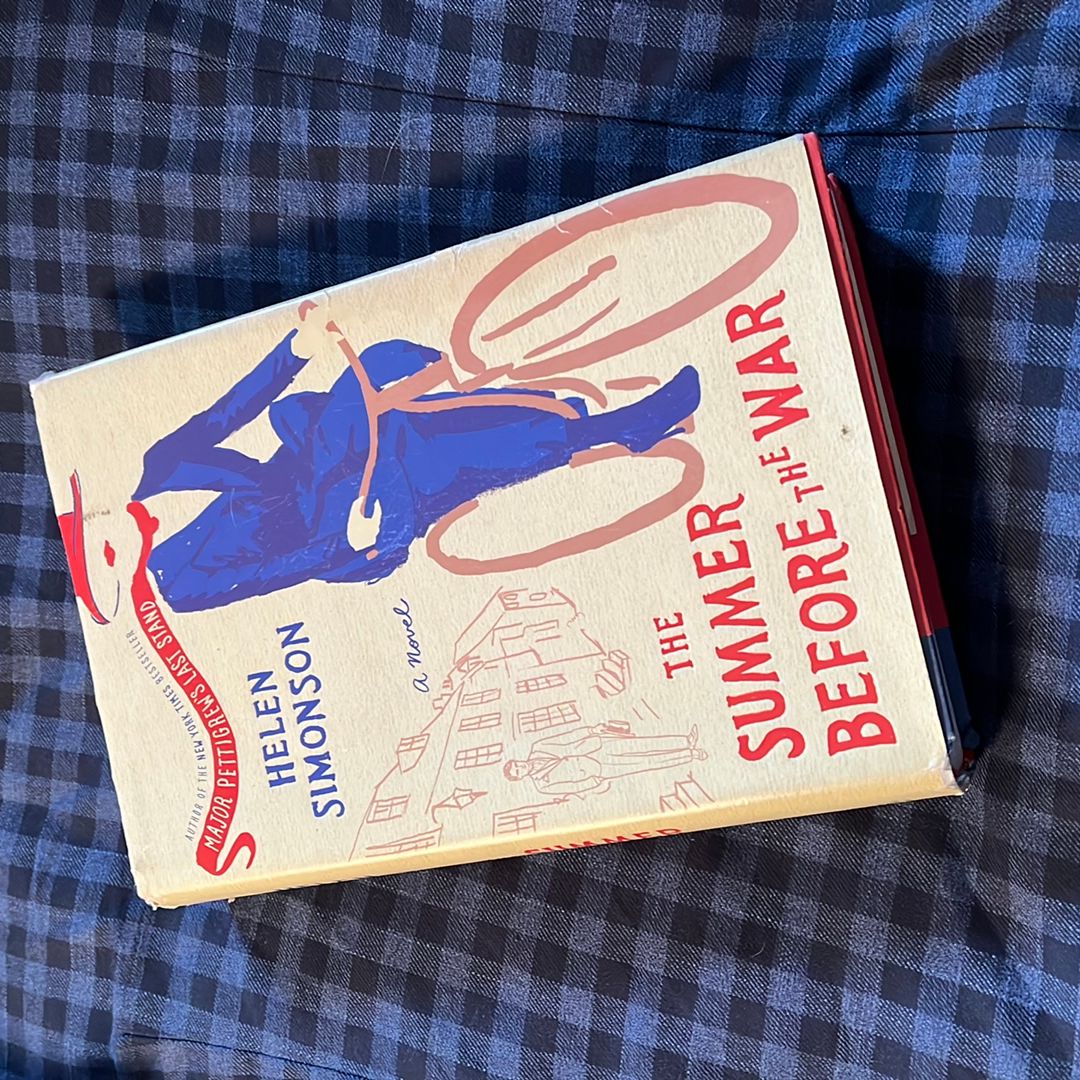 AUTHOR OF THE NEW YORK TIMES BESTSELLER
MAJOR PETTIGREW'S LAST STAND
HELEN
SIMONSON
a novel
THE
SUMMER
BEFORE THE WAR
SUMMER